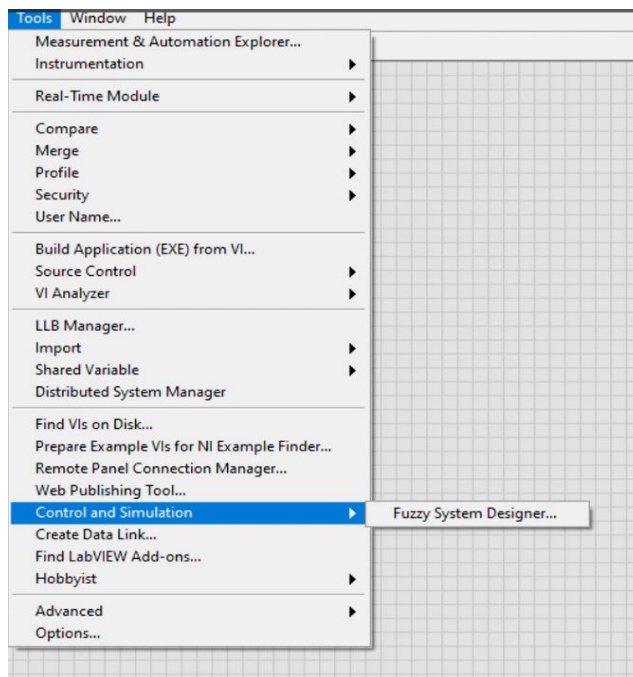 Tools Window Help
Measurement & Automation Explorer...
Instrumentation
Real-Time Module
Compare
Merge
Profile
Security
User Name...
Build Application (EXE) from VI...
Source Control
VI Analyzer
LLB Manager...
Import
Shared Variable
Distributed System Manager
Find VIs on Disk...
Prepare Example VIs for NI Example Finder...
Remote Panel Connection Manager...
Web Publishing Tool...
Control and Simulation Fuzzy System Designer...
Create Data Link...
Find LabVIEW Add-ons...
Hobbyist
Advanced
Options...